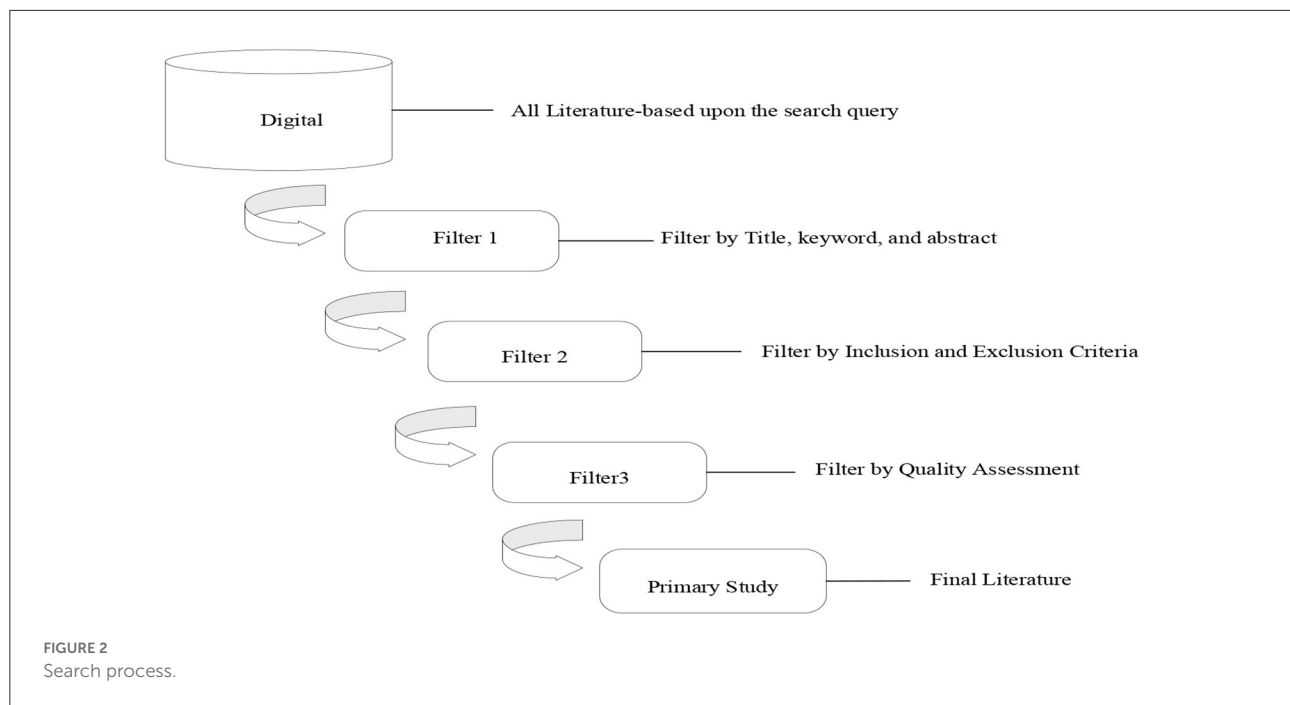 Digital
All Literature-based upon the search query
Filter 1
Filter by Title, keyword, and abstract
Filter 2
Filter by Inclusion and Exclusion Criteria
Filter3
Filter by Quality Assessment
Primary Study
Final Literature
FIGURE 2
Search process.